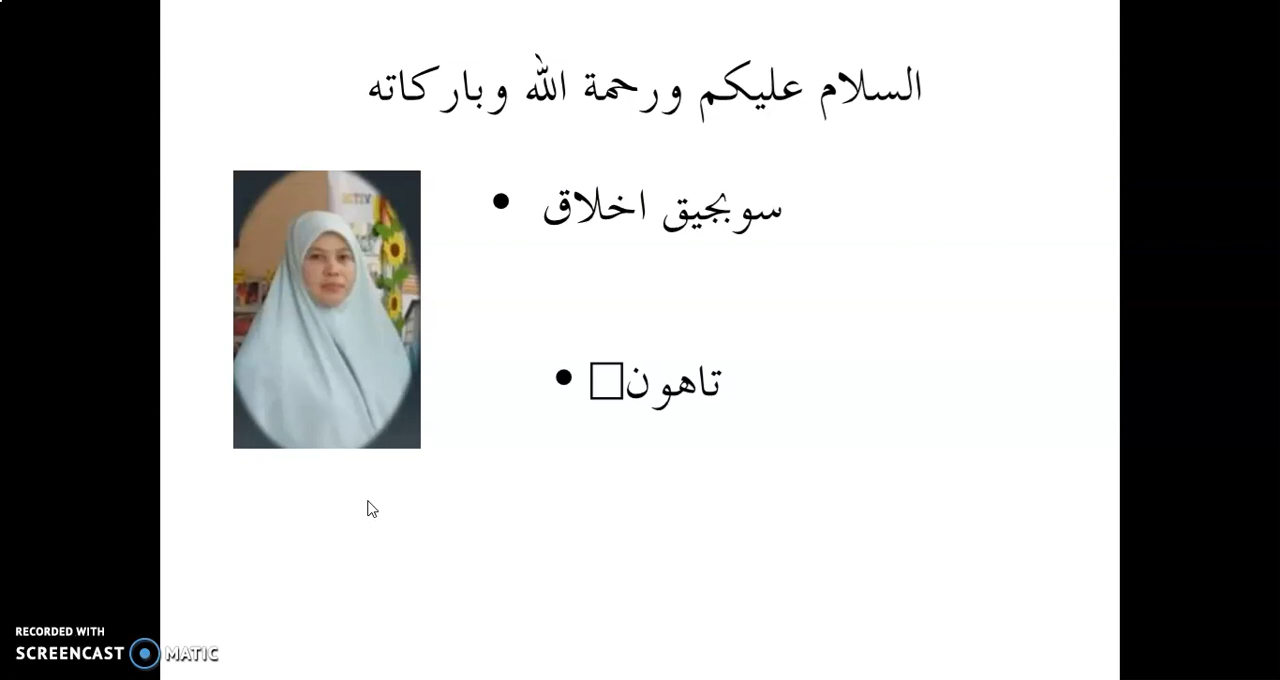 السلام عليكم ورحمة الله وباركاته
سوبجيق اخلاق •
تاهون□ •
RECORDED WITH
SCREENCAST MATIC